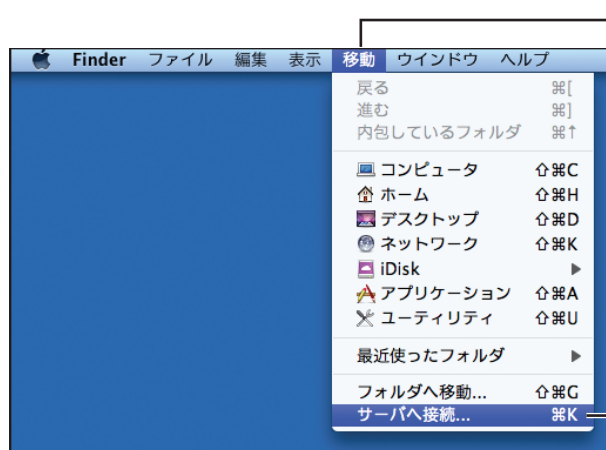 Finder ファイル 編集 表示 移動 ウインドウ ヘルプ
戻る ⌘[
進む ⌘]
内包しているフォルダ ⌘↑
コンピュータ ⇧⌘C
ホーム ⇧⌘H
デスクトップ ⇧⌘D
ネットワーク ⇧⌘K
iDisk ▶
アプリケーション ⇧⌘A
ユーティリティ ⇧⌘U
最近使ったフォルダ ▶
フォルダへ移動... ⇧⌘G
サーバへ接続... ⌘K